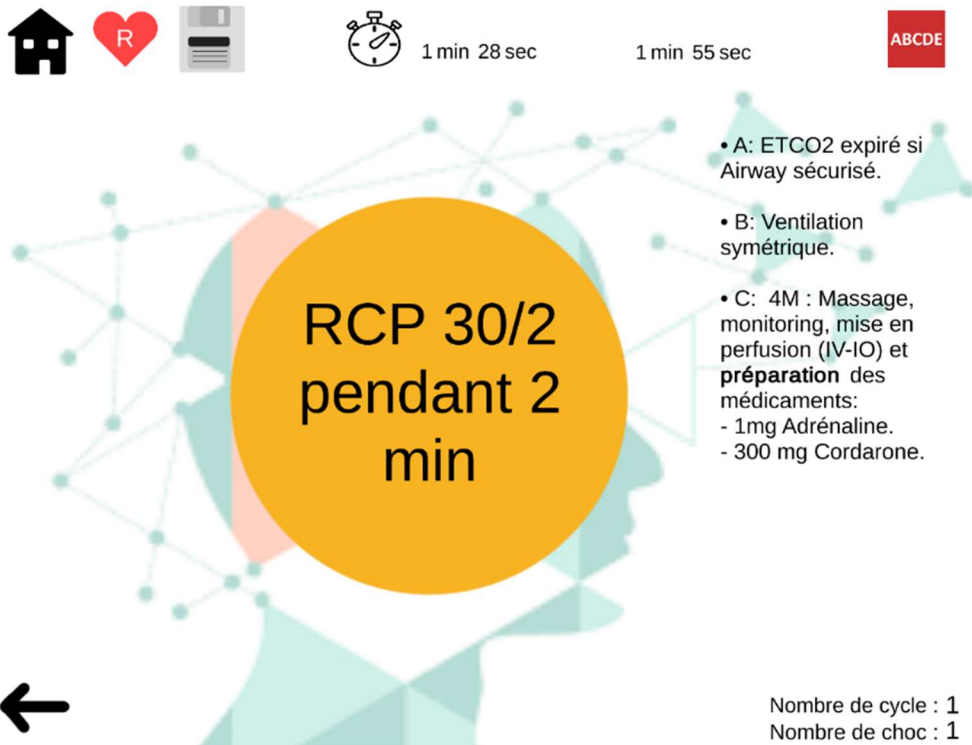 R
1 min 28 sec
1 min 55 sec
ABCDE
RCP 30/2
pendant 2
min
• A: ETCO2 expiré si
Airway sécurisé.
• B: Ventilation
symétrique.
• C: 4M : Massage,
monitoring, mise en
perfusion (IV-IO) et
préparation des
médicaments:
- 1mg Adrénaline.
- 300 mg Cordarone.
Nombre de cycle : 1
Nombre de choc : 1